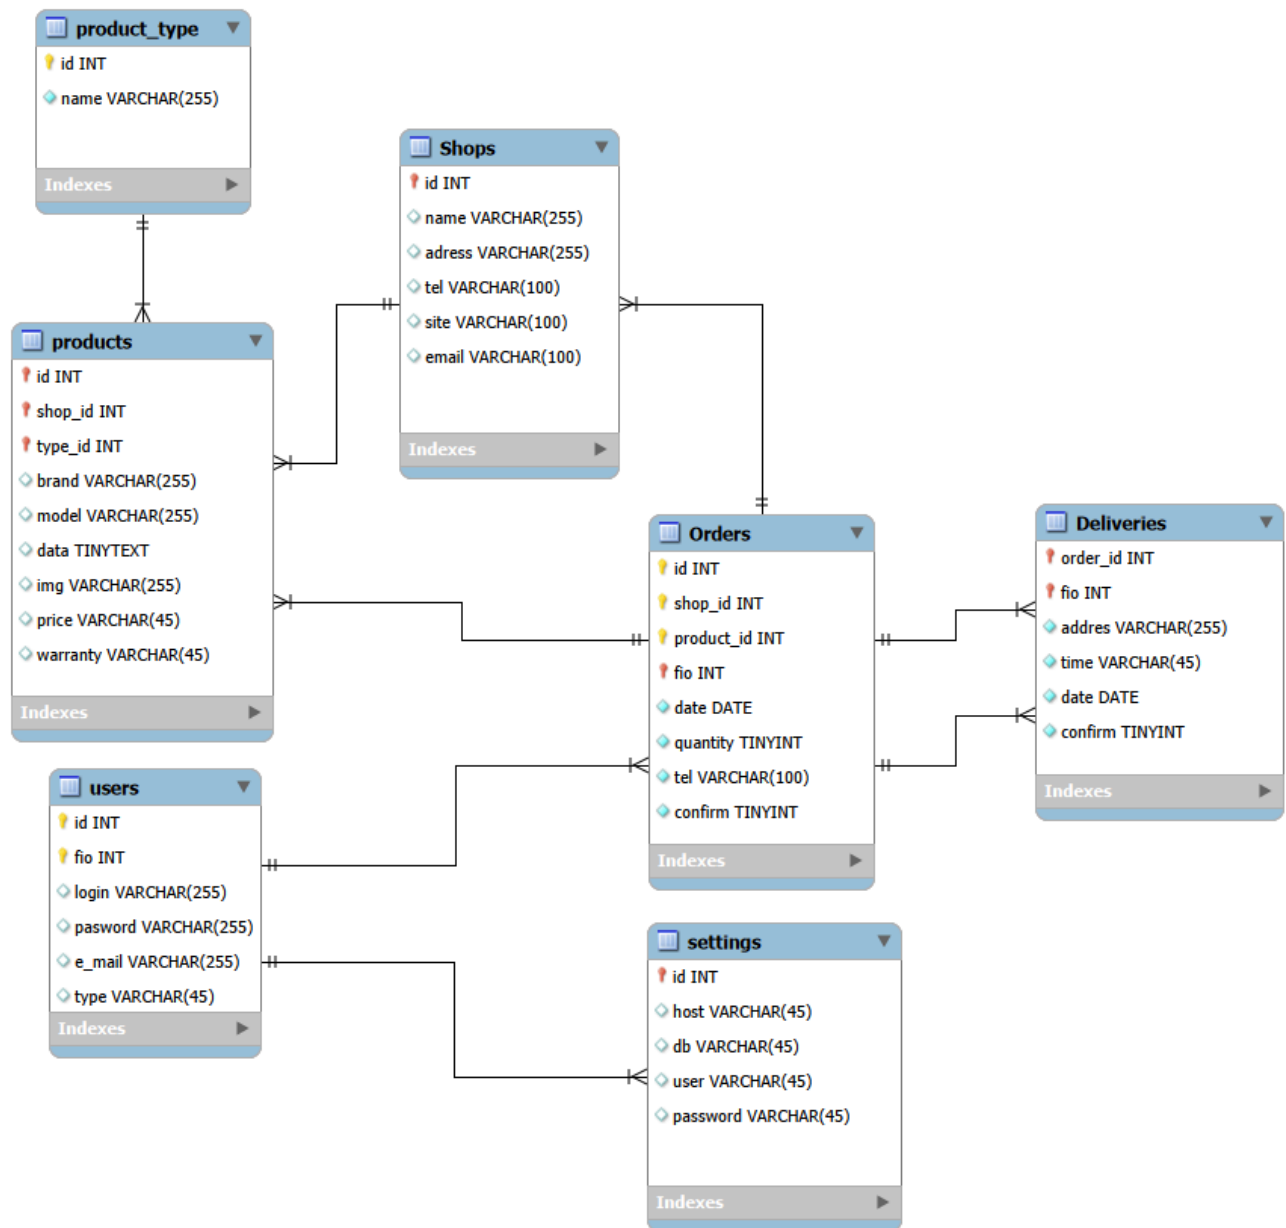 product_type
id INT
name VARCHAR(255)
Indexes
Shops
id INT
name VARCHAR(255)
adress VARCHAR(255)
tel VARCHAR(100)
site VARCHAR(100)
email VARCHAR(100)
Indexes
products
id INT
shop_id INT
type_id INT
brand VARCHAR(255)
model VARCHAR(255)
data TINYTEXT
img VARCHAR(255)
price VARCHAR(45)
warranty VARCHAR(45)
Indexes
Orders
id INT
shop_id INT
product_id INT
fio INT
date DATE
quantity TINYINT
tel VARCHAR(100)
confirm TINYINT
Indexes
Deliveries
order_id INT
fio INT
addres VARCHAR(255)
time VARCHAR(45)
date DATE
confirm TINYINT
Indexes
users
id INT
fio INT
login VARCHAR(255)
pasword VARCHAR(255)
e_mail VARCHAR(255)
type VARCHAR(45)
Indexes
settings
id INT
host VARCHAR(45)
db VARCHAR(45)
user VARCHAR(45)
password VARCHAR(45)
Indexes